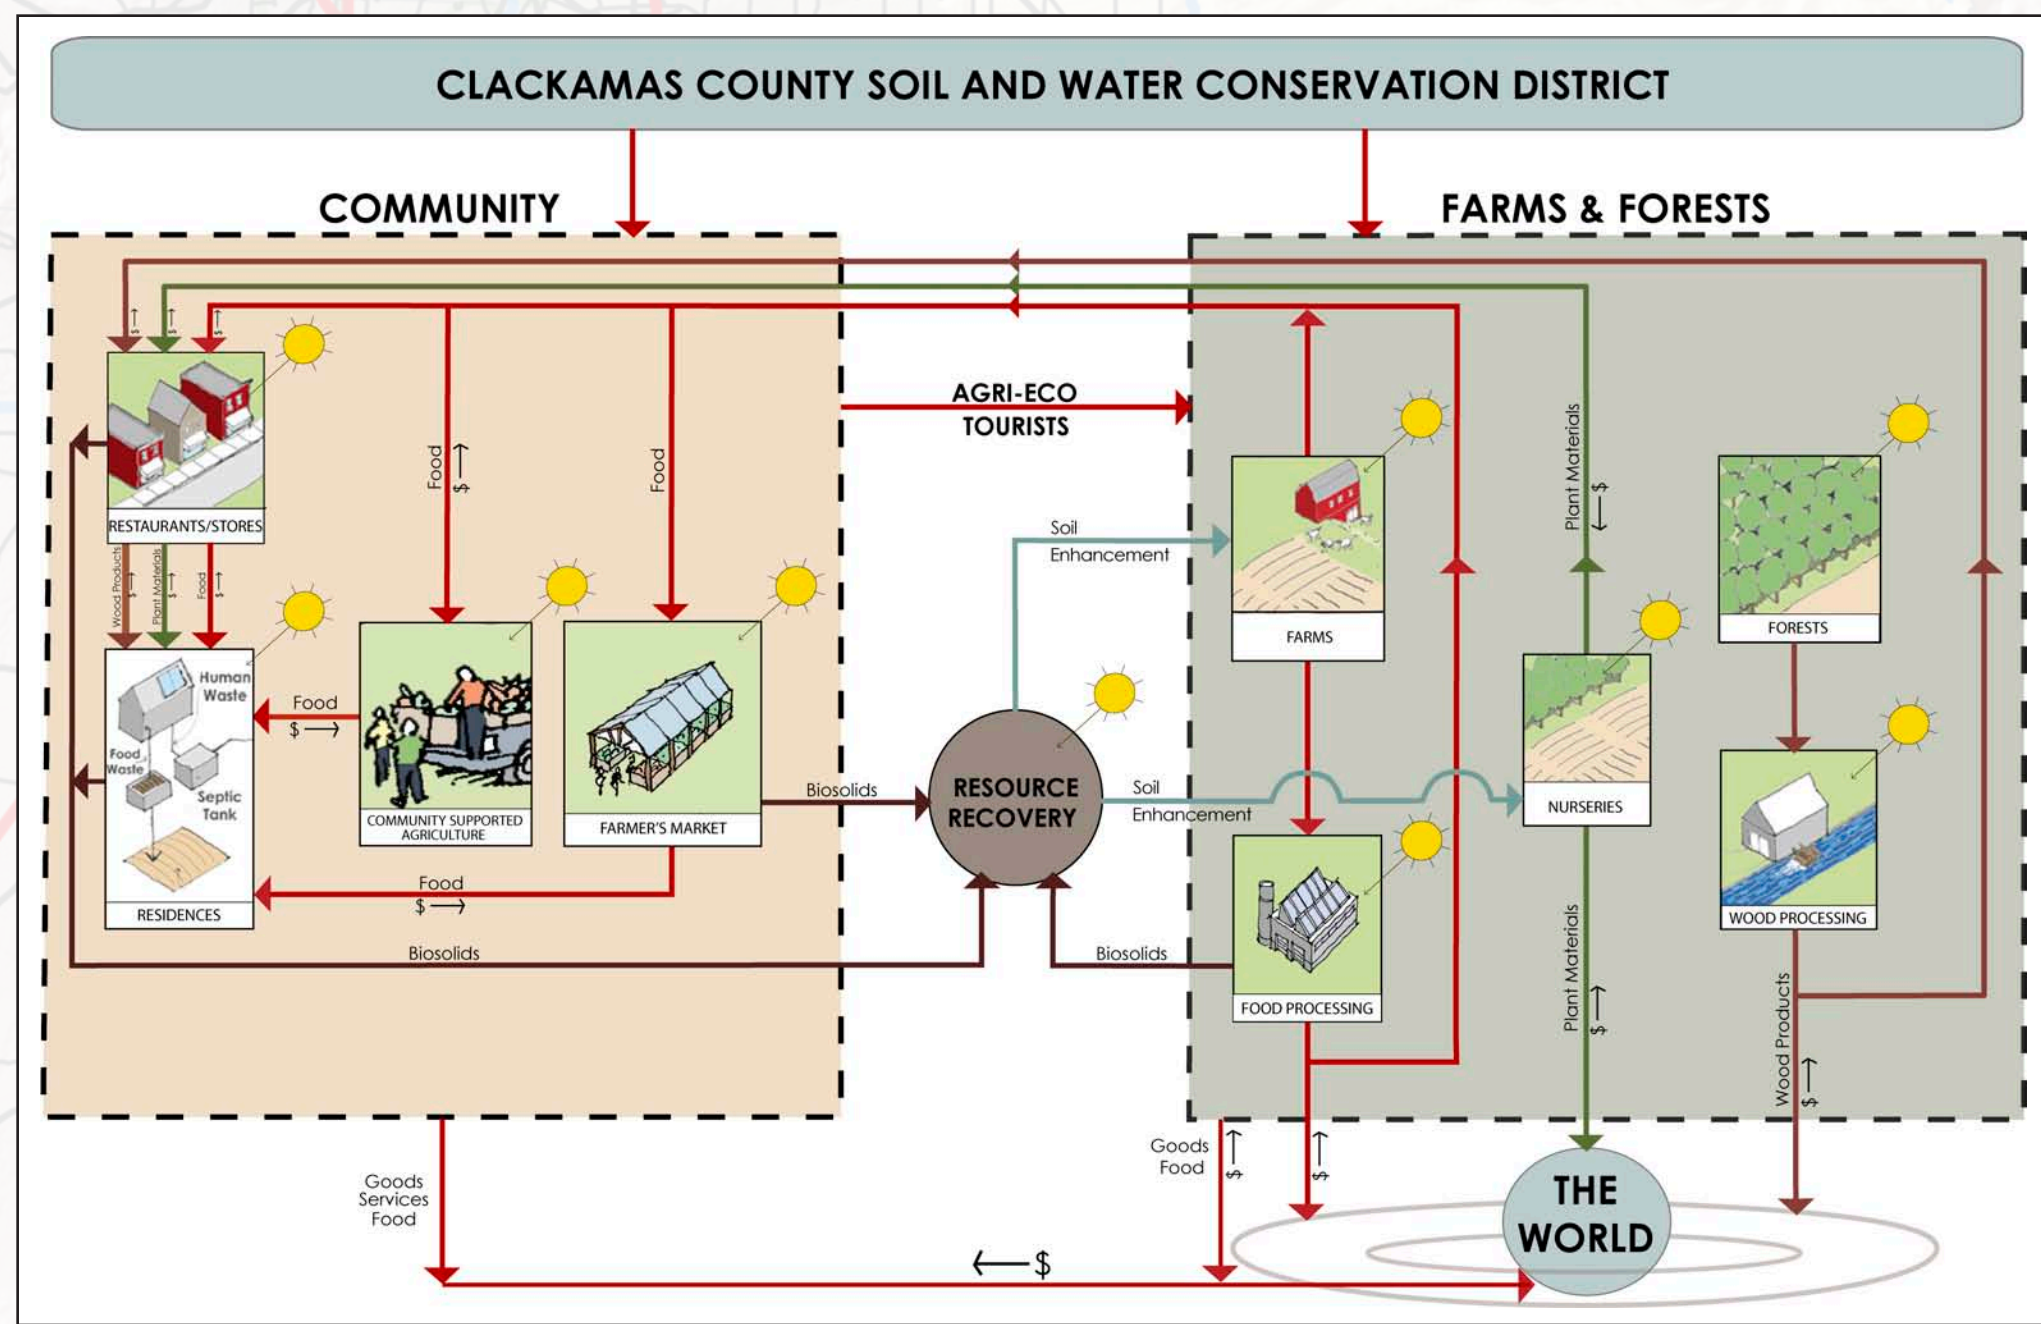 CLACKAMAS COUNTY SOIL AND WATER CONSERVATION DISTRICT
COMMUNITY
FARMS & FORESTS
$
$
$
AGRI-ECO
TOURISTS
RESTAURANTS/STORES
Wood Products
$
Plant Materials
$
Food
$
Food
$
Food
Human
Waste
Food
Waste
Septic
Tank
RESIDENCES
Food
$
COMMUNITY SUPPORTED
AGRICULTURE
FARMER'S MARKET
Food
$
Biosolids
Biosolids
RESOURCE
RECOVERY
Soil
Enhancement
Soil
Enhancement
Biosolids
FARMS
FOOD PROCESSING
Plant Materials
$
NURSERIES
Plant Materials
$
FORESTS
WOOD PROCESSING
Wood Products
$
Goods
Services
Food
Goods
Food
$
$
$
THE
WORLD